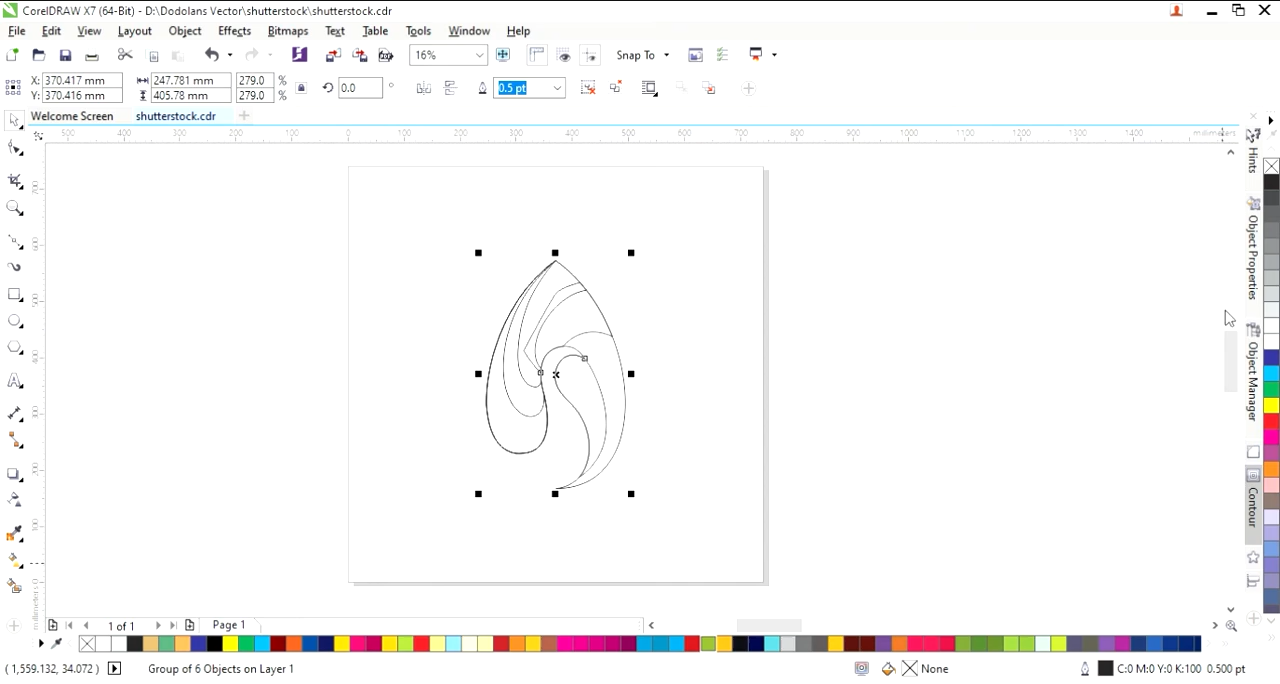 CorelDRAW X7 (64-Bit) - D:\Dodolans Vector\shutterstock\shutterstock.cdr
File Edit View Layout Object Effects Bitmaps Text Table Tools Window Help
16% Snap To
X: 370.417 mm 247.781 mm 279.0 %
Y: 370.416 mm 405.78 mm 279.0 %
0.0 ° 0.5 pt
Welcome Screen shutterstock.cdr
500 400 300 200 100 0 100 200 300 400 500 600 700 800 900 1000 1100 1200 1300 1400 millimeters
Hints
Object Properties
Object Manager
Contour
1 of 1 Page 1
( 1,559.132, 34.072 ) Group of 6 Objects on Layer 1 None C:0 M:0 Y:0 K:100 0.500 pt